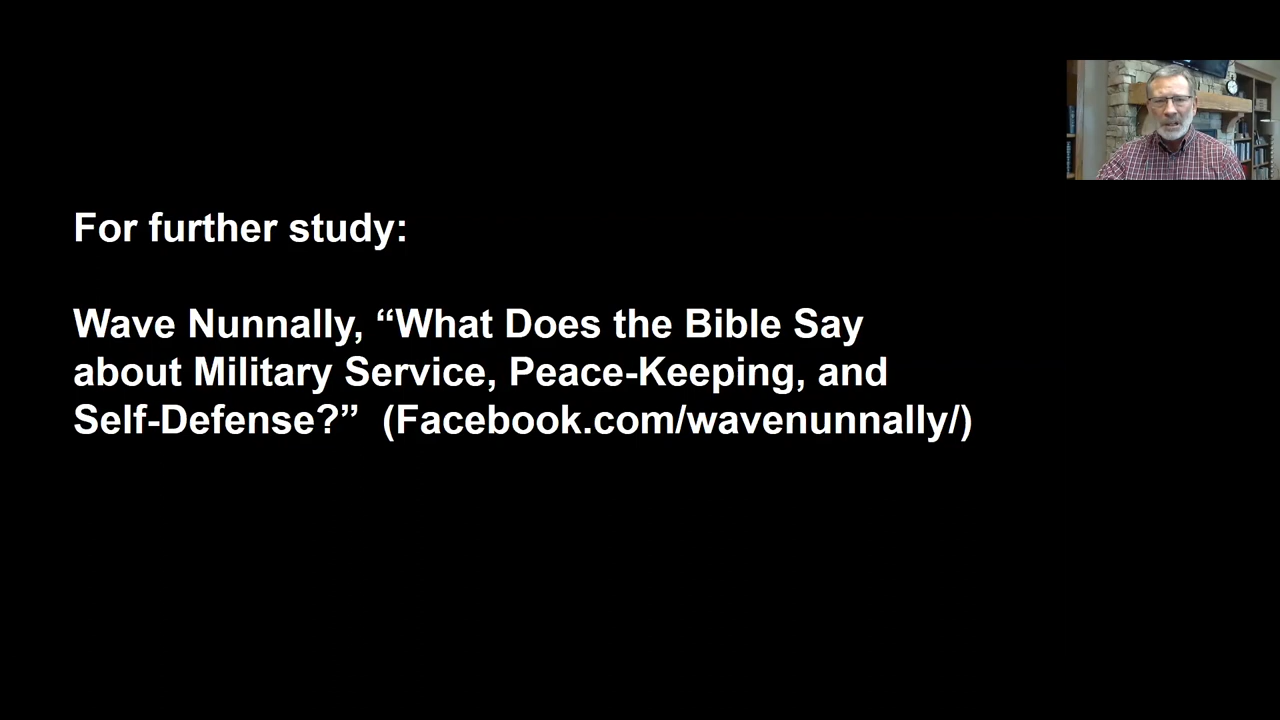 For further study:
Wave Nunnally, “What Does the Bible Say
about Military Service, Peace-Keeping, and
Self-Defense?”  (Facebook.com/wavenunnally/)